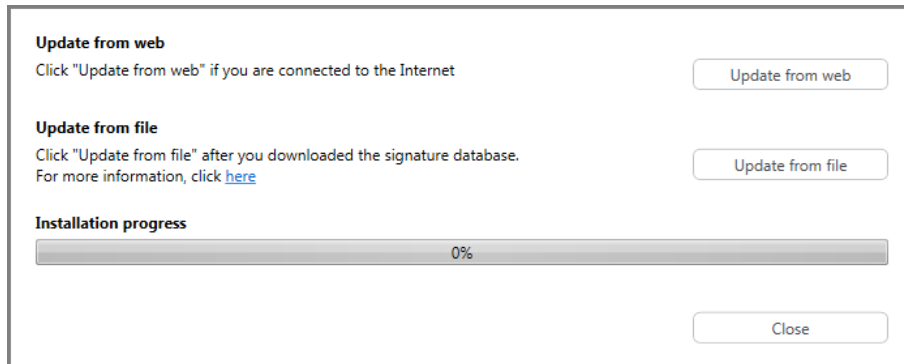 Update from web
Click "Update from web" if you are connected to the Internet
Update from web
Update from file
Click "Update from file" after you downloaded the signature database.
For more information, click here
Update from file
Installation progress
0%
Close